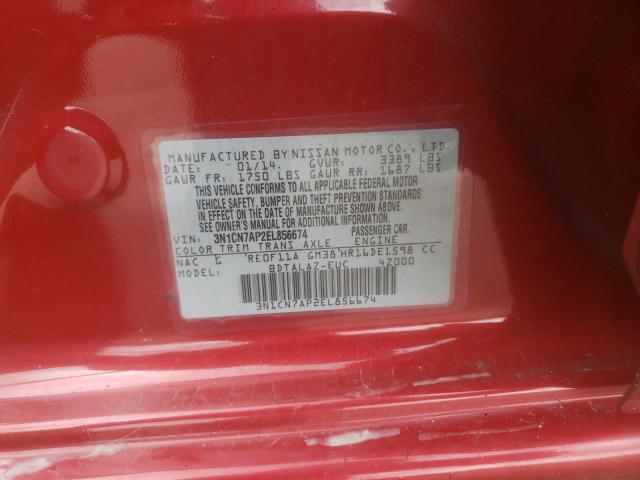 MANUFACTURED BY NISSAN MOTOR CO., LTD.
DATE: 01/14. GVWR: 3389 LBS
GAWR FR: 1750 LBS GAWR RR: 1687 LBS
THIS VEHICLE CONFORMS TO ALL APPLICABLE FEDERAL MOTOR
VEHICLE SAFETY, BUMPER AND THEFT PREVENTION STANDARDS
IN EFFECT ON THE DATE OF MANUFACTURE SHOWN ABOVE.
SEE OWNER'S MANUAL FOR ADDITIONAL INFORMATION.
VIN: 3N1CN7AP2EL856674 PASSENGER CAR.
COLOR TRIM TRANS AXLE ENGINE
NAC G RE0F11A GM38 HR16DE1598 CC
MODEL: BDTALAZ-EUC 4Z000
3N1CN7AP2EL856674